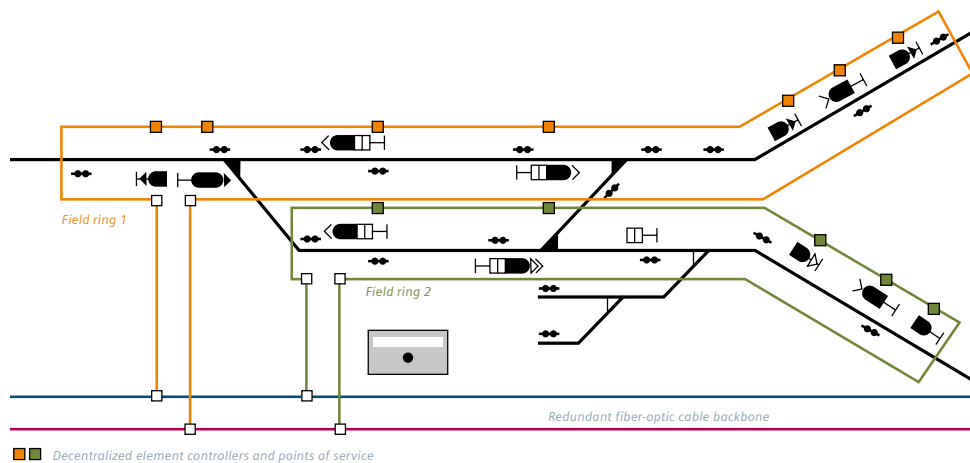 Field ring 1
Field ring 2
Redundant fiber-optic cable backbone
Decentralized element controllers and points of service